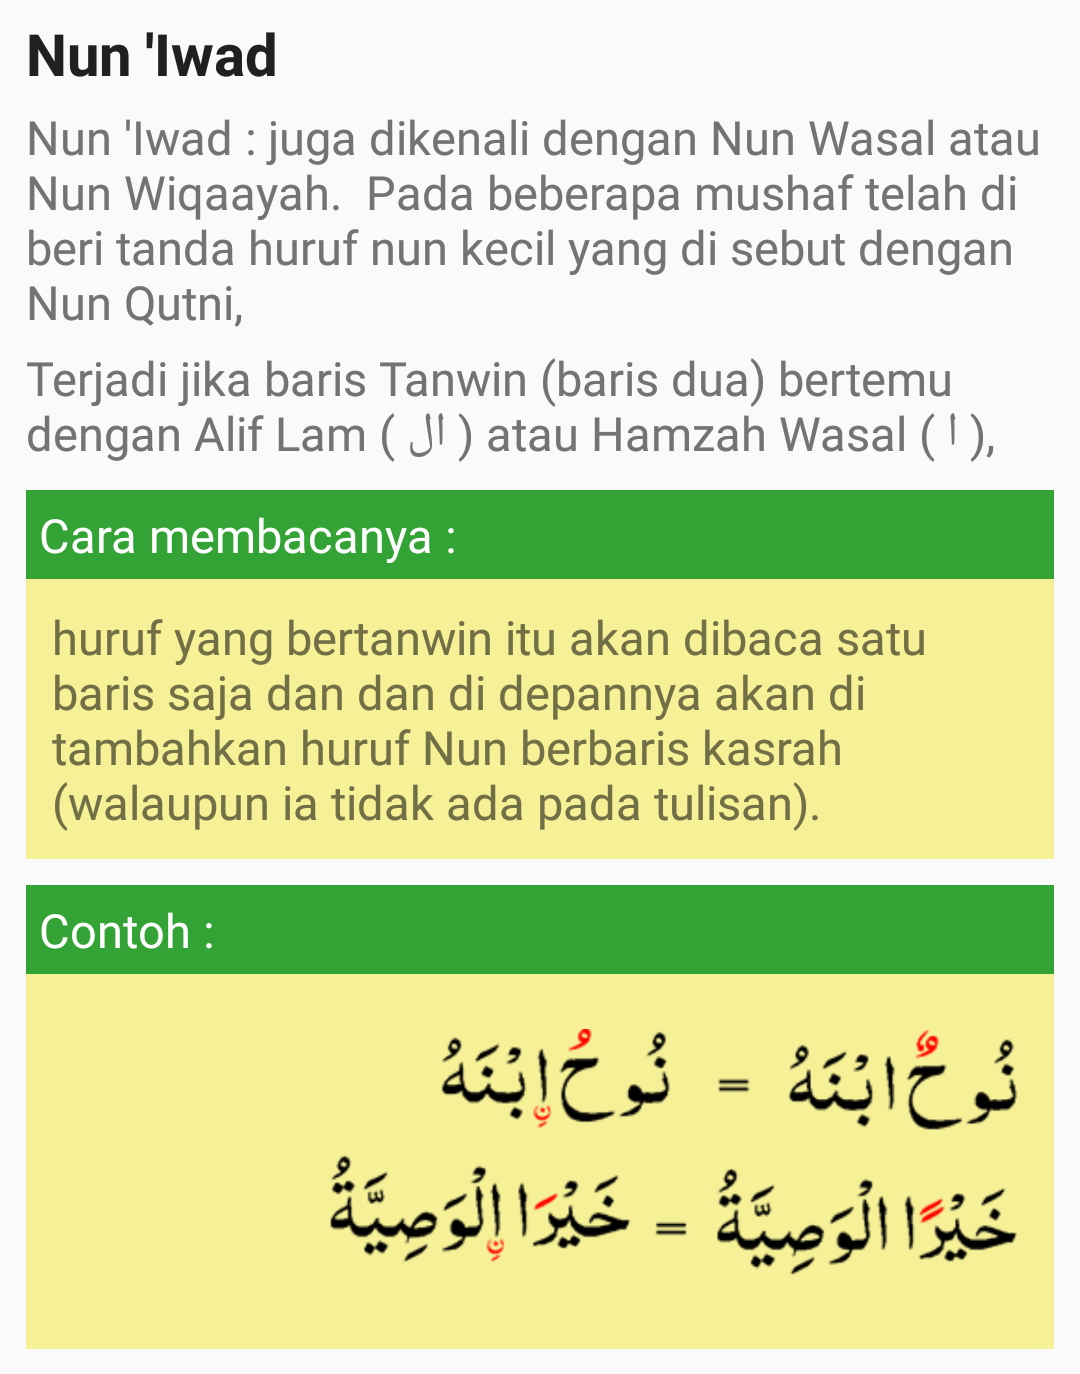 Nun 'Iwad
Nun 'Iwad : juga dikenali dengan Nun Wasal atau
Nun Wiqaayah.  Pada beberapa mushaf telah di
beri tanda huruf nun kecil yang di sebut dengan
Nun Qutni,
Terjadi jika baris Tanwin (baris dua) bertemu
dengan Alif Lam ( ال ) atau Hamzah Wasal ( ا ),
Cara membacanya :
huruf yang bertanwin itu akan dibaca satu
baris saja dan dan di depannya akan di
tambahkan huruf Nun berbaris kasrah
(walaupun ia tidak ada pada tulisan).
Contoh :
نُوحٌ ابْنَهُ = نُوحُ اِنِبْنَهُ
خَيْرًا الْوَصِيَّةُ = خَيْرَا اِنِلْوَصِيَّةُ